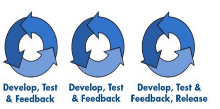 Develop, Test
& Feedback
Develop, Test
& Feedback
Develop, Test &
Feedback, Release